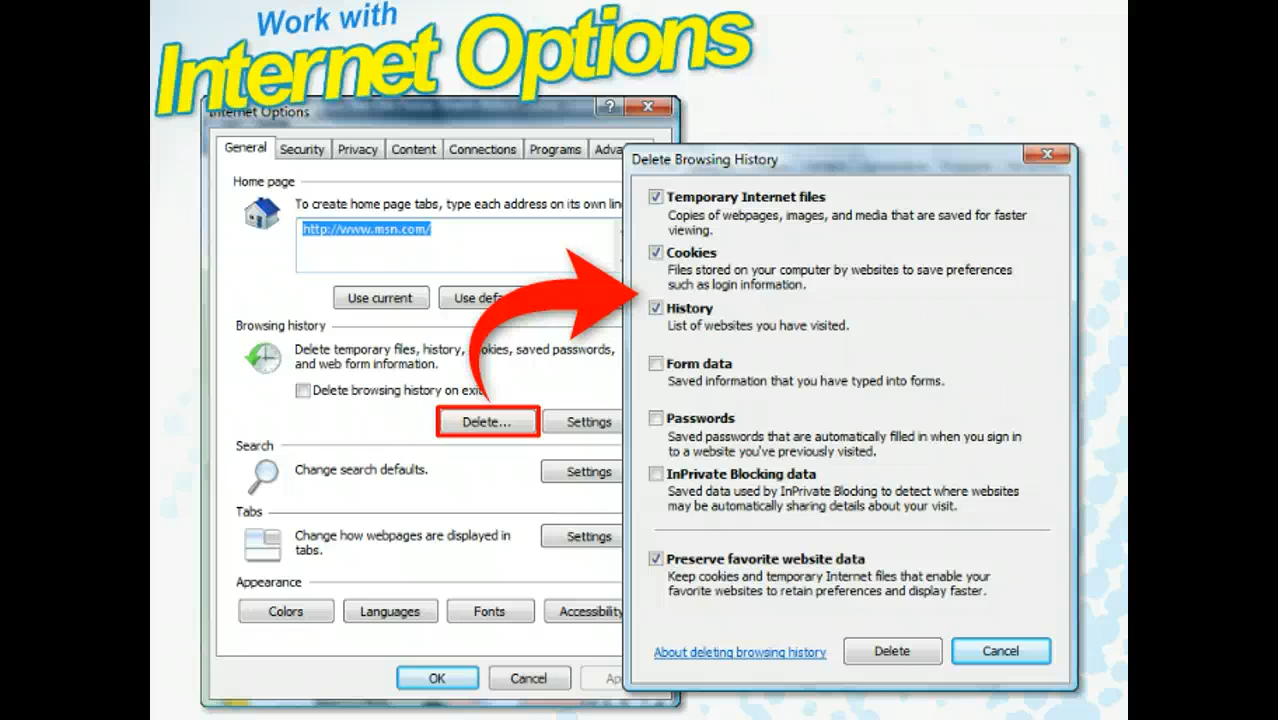 Work with
Internet Options
Internet Options
General Security Privacy Content Connections Programs
Home page
To create home page tabs, type each address on its own
http://www.msn.com/
Use current Use
Browsing history
Delete temporary files, history, saved passwords,
and web form information.
Delete browsing history on
Delete... Settings
Search
Change search defaults.
Settings
Tabs
Change how webpages are displayed in
tabs.
Settings
Appearance
Colors Languages Fonts Accessibility
OK Cancel
Delete Browsing History
Temporary Internet files
Copies of webpages, images, and media that are saved for faster
viewing.
Cookies
Files stored on your computer by websites to save preferences
such as login information.
History
List of websites you have visited.
Form data
Saved information that you have typed into forms.
Passwords
Saved passwords that are automatically filled in when you sign in
to a website you've previously visited.
InPrivate Blocking data
Saved data used by InPrivate Blocking to detect where websites
may be automatically sharing details about your visit.
Preserve favorite website data
Keep cookies and temporary Internet files that enable your
favorite websites to retain preferences and display faster.
About deleting browsing history Delete Cancel